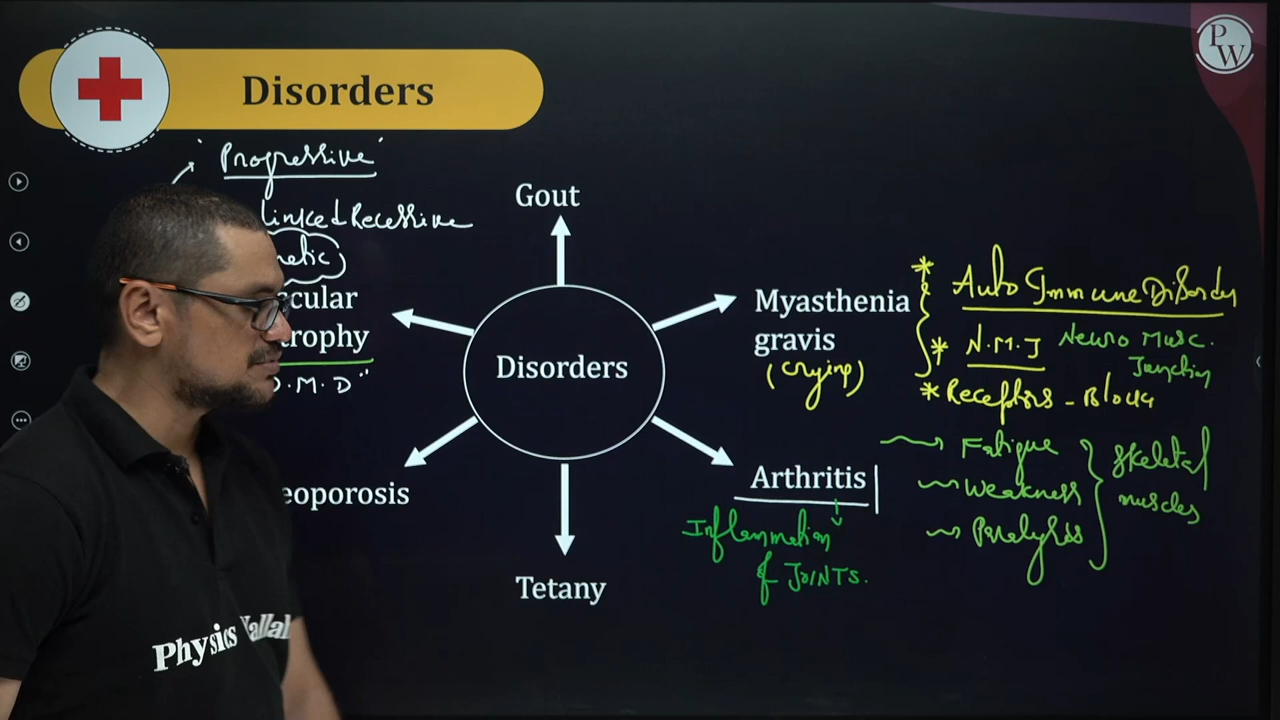 PW
Disorders
"Progressive"
linked Recessive
netic
cular
trophy
D.M.D"
Gout
Myasthenia
gravis
(crying)
* Auto Immune Disorder
* N.M.J Neuro Musc.
Junction
* Receptors - Block
Disorders
Fatigue
Weakness
Paralysis
Skeletal
muscles
eoporosis
Arthritis
Inflammation
of JOINTS.
Tetany
Physics Wallah